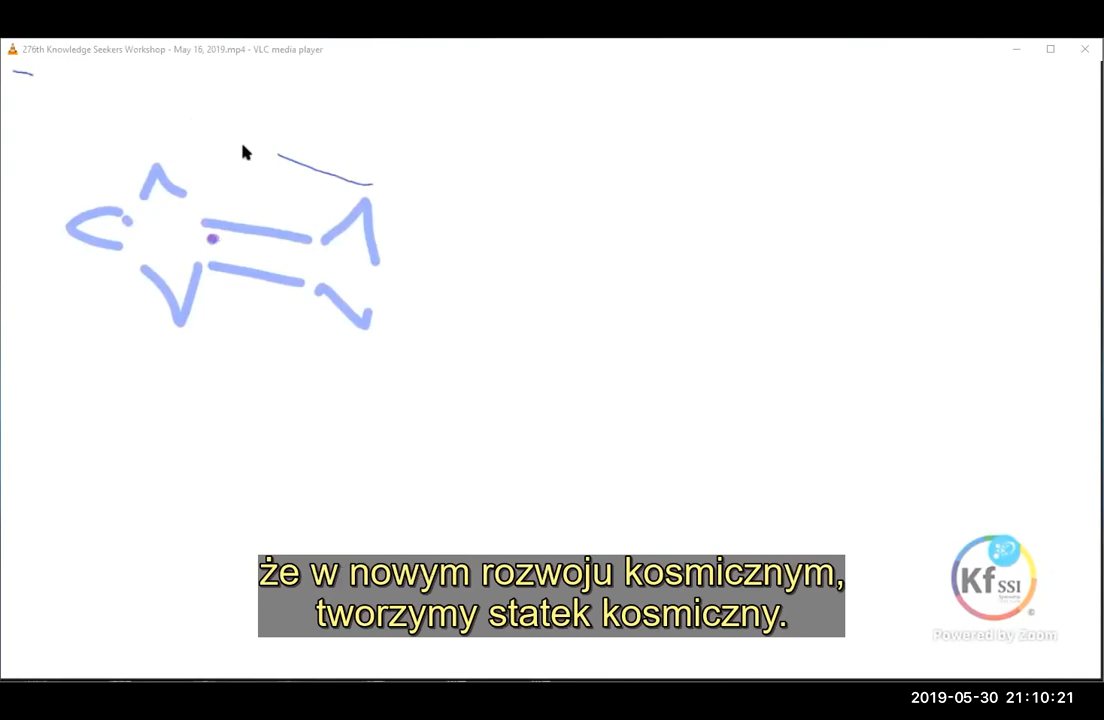 276th Knowledge Seekers Workshop - May 16, 2019.mp4 - VLC media player
że w nowym rozwoju kosmicznym,
tworzymy statek kosmiczny.
Kf SSI
©
Powered by Zoom
2019-05-30 21:10:21